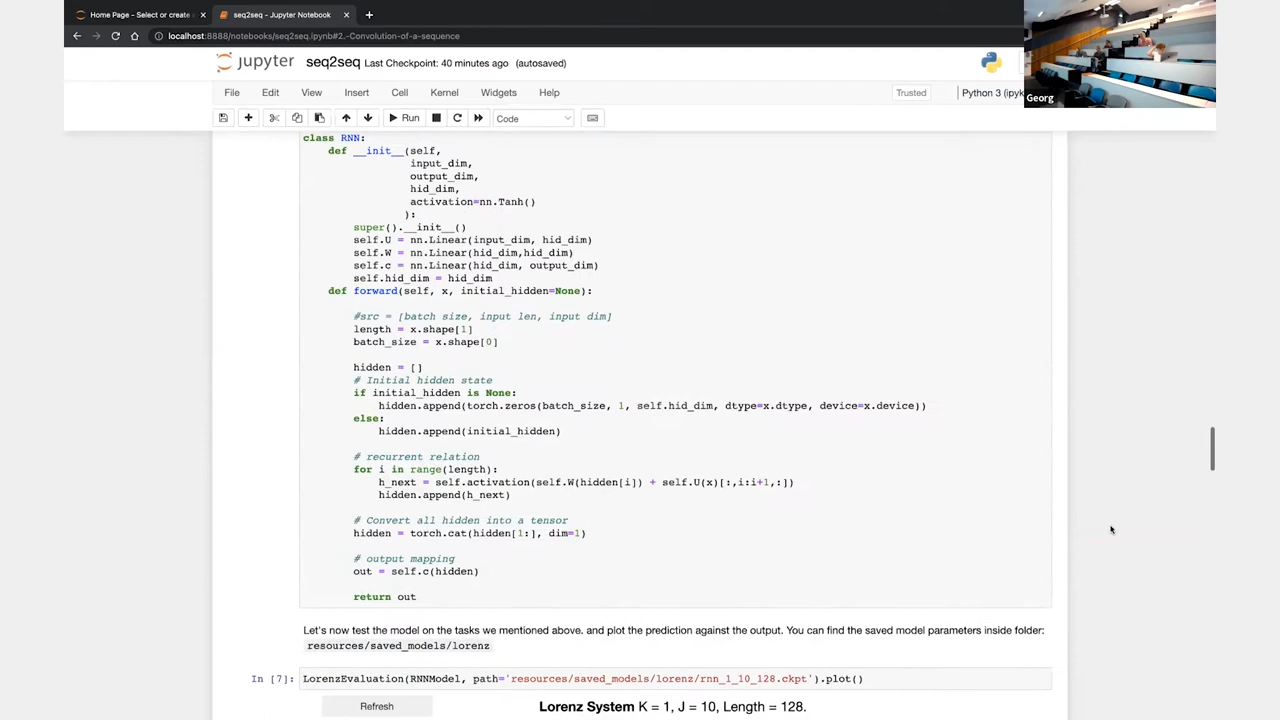 Home Page - Select or create
seq2seq - Jupyter Notebook
localhost:8888/notebooks/seq2seq.ipynb#2.-Convolution-of-a-sequence
jupyter seq2seq Last Checkpoint: 40 minutes ago (autosaved)
File Edit View Insert Cell Kernel Widgets Help Trusted Python 3 (ipyk
Run Code
Georg
class RNN:
def __init__(self,
input_dim,
output_dim,
hid_dim,
activation=nn.Tanh()
):
super().__init__()
self.U = nn.Linear(input_dim, hid_dim)
self.W = nn.Linear(hid_dim,hid_dim)
self.c = nn.Linear(hid_dim, output_dim)
self.hid_dim = hid_dim
def forward(self, x, initial_hidden=None):
#src = [batch size, input len, input dim]
length = x.shape[1]
batch_size = x.shape[0]
hidden = []
# Initial hidden state
if initial_hidden is None:
hidden.append(torch.zeros(batch_size, 1, self.hid_dim, dtype=x.dtype, device=x.device))
else:
hidden.append(initial_hidden)
# recurrent relation
for i in range(length):
h_next = self.activation(self.W(hidden[i]) + self.U(x)[:,i:i+1,:])
hidden.append(h_next)
# Convert all hidden into a tensor
hidden = torch.cat(hidden[1:], dim=1)
# output mapping
out = self.c(hidden)
return out
Let's now test the model on the tasks we mentioned above. and plot the prediction against the output. You can find the saved model parameters inside folder:
resources/saved_models/lorenz
In [7]: LorenzEvaluation(RNNModel, path='resources/saved_models/lorenz/rnn_1_10_128.ckpt').plot()
Refresh
Lorenz System K = 1, J = 10, Length = 128.